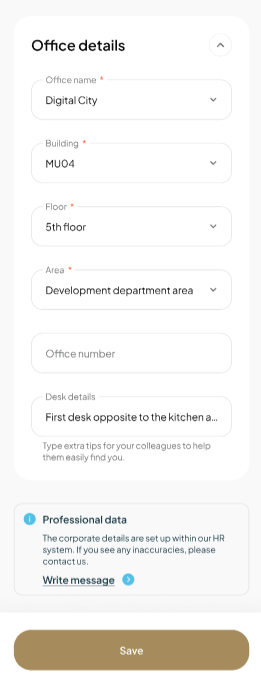 Office details
Office name *
Digital City
Building *
MU04
Floor *
5th floor
Area *
Development department area
Office number
Desk details
First desk opposite to the kitchen a...
Type extra tips for your colleagues to help
them easily find you.
Professional data
The corporate details are set up within our HR
system. If you see any inaccuracies, please
contact us.
Write message
Save